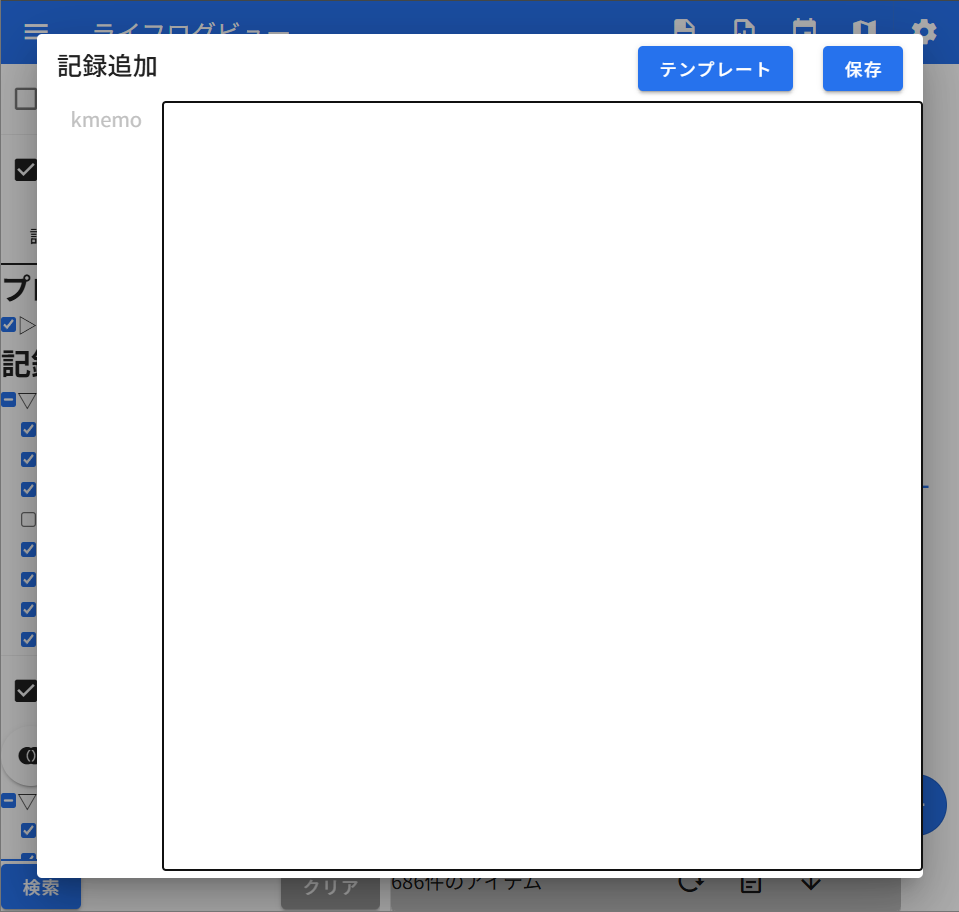 ライフログビュー
記録追加
テンプレート
保存
kmemo
検索
クリア
686件のアイテム